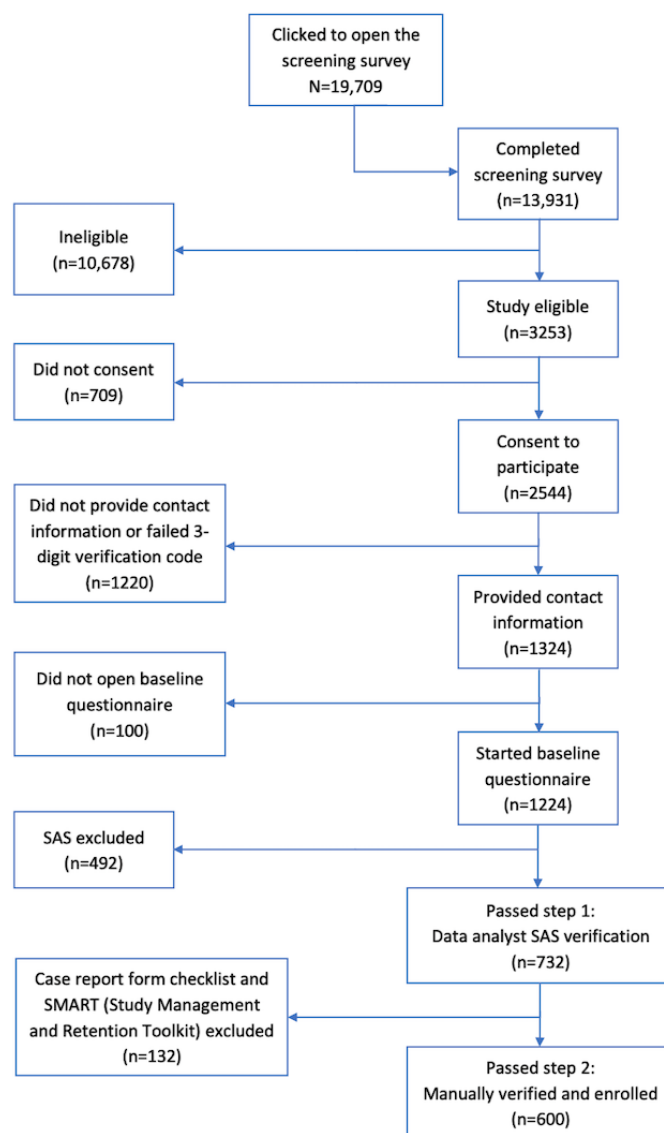 Clicked to open the
screening survey
N=19,709
Completed
screening survey
(n=13,931)
Ineligible
(n=10,678)
Study eligible
(n=3253)
Did not consent
(n=709)
Consent to
participate
(n=2544)
Did not provide contact
information or failed 3-
digit verification code
(n=1220)
Provided contact
information
(n=1324)
Did not open baseline
questionnaire
(n=100)
Started baseline
questionnaire
(n=1224)
SAS excluded
(n=492)
Passed step 1:
Data analyst SAS verification
(n=732)
Case report form checklist and
SMART (Study Management
and Retention Toolkit) excluded
(n=132)
Passed step 2:
Manually verified and enrolled
(n=600)